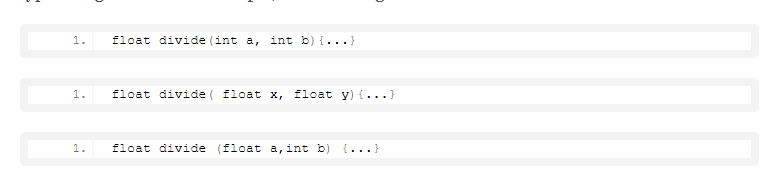 1. float divide(int a, int b){...}
1. float divide( float x, float y){...}
1. float divide (float a,int b) {...}